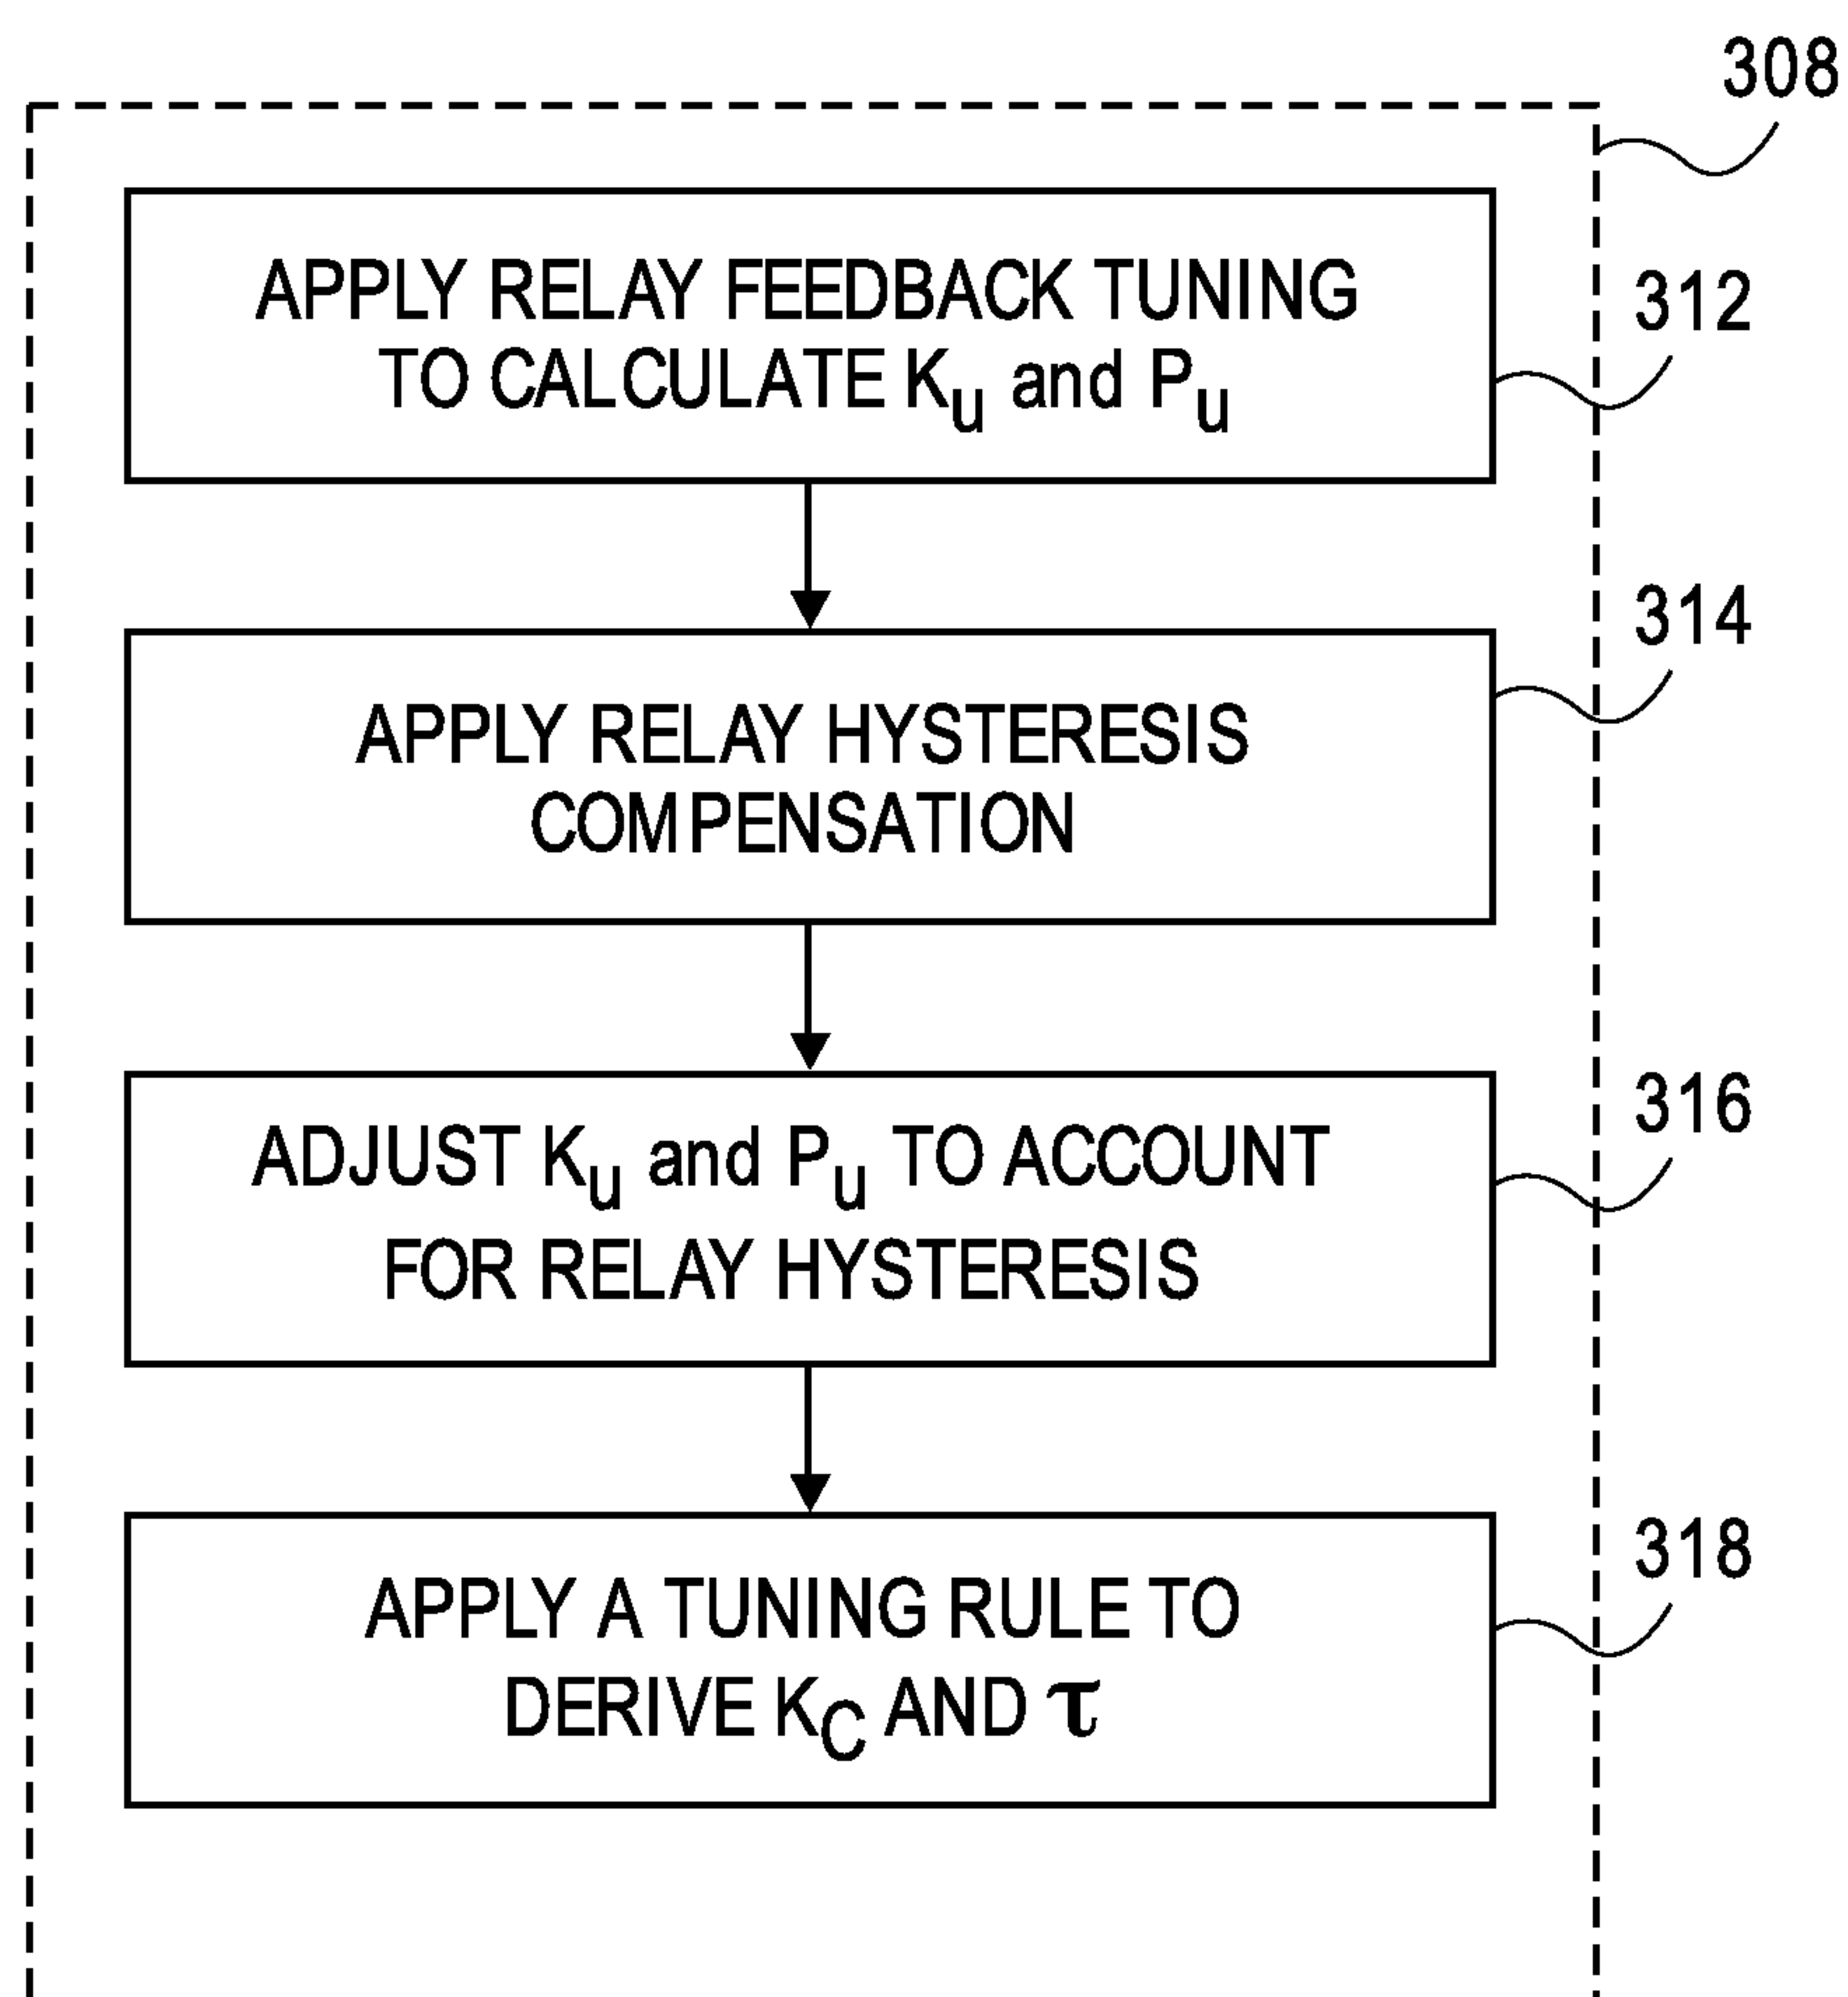 308
APPLY RELAY FEEDBACK TUNING
TO CALCULATE Ku and Pu
312
APPLY RELAY HYSTERESIS
COMPENSATION
314
ADJUST Ku and Pu TO ACCOUNT
FOR RELAY HYSTERESIS
316
APPLY A TUNING RULE TO
DERIVE KC AND τ
318